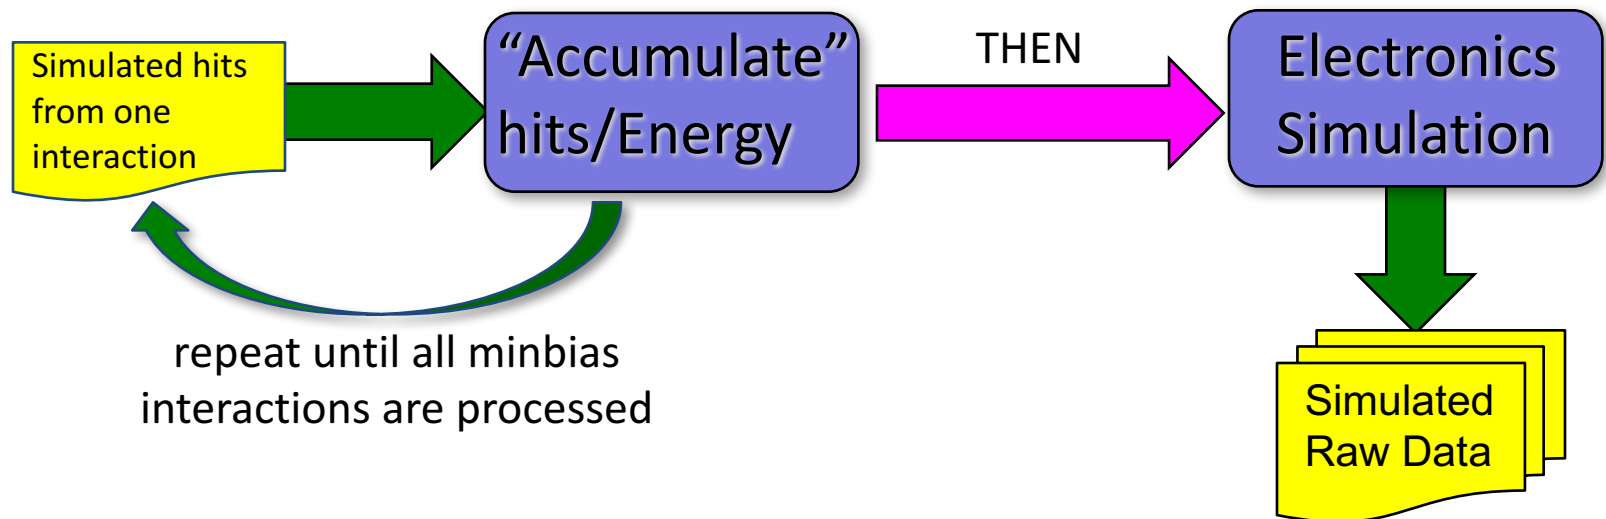 Simulated hits
from one
interaction
“Accumulate”
hits/Energy
THEN
Electronics
Simulation
repeat until all minbias
interactions are processed
Simulated
Raw Data